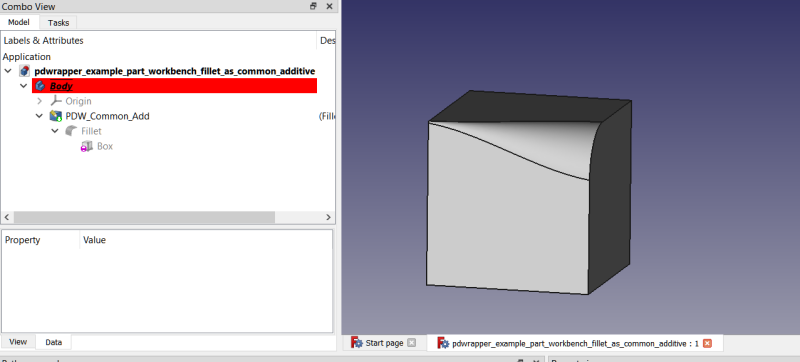 Combo View
Model Tasks
Labels & Attributes Des
Application
pdwrapper_example_part_workbench_fillet_as_common_additive
Body
Origin
PDW_Common_Add (Fille
Fillet
Box
Property Value
View Data
Start page pdwrapper_example_part_workbench_fillet_as_common_additive : 1